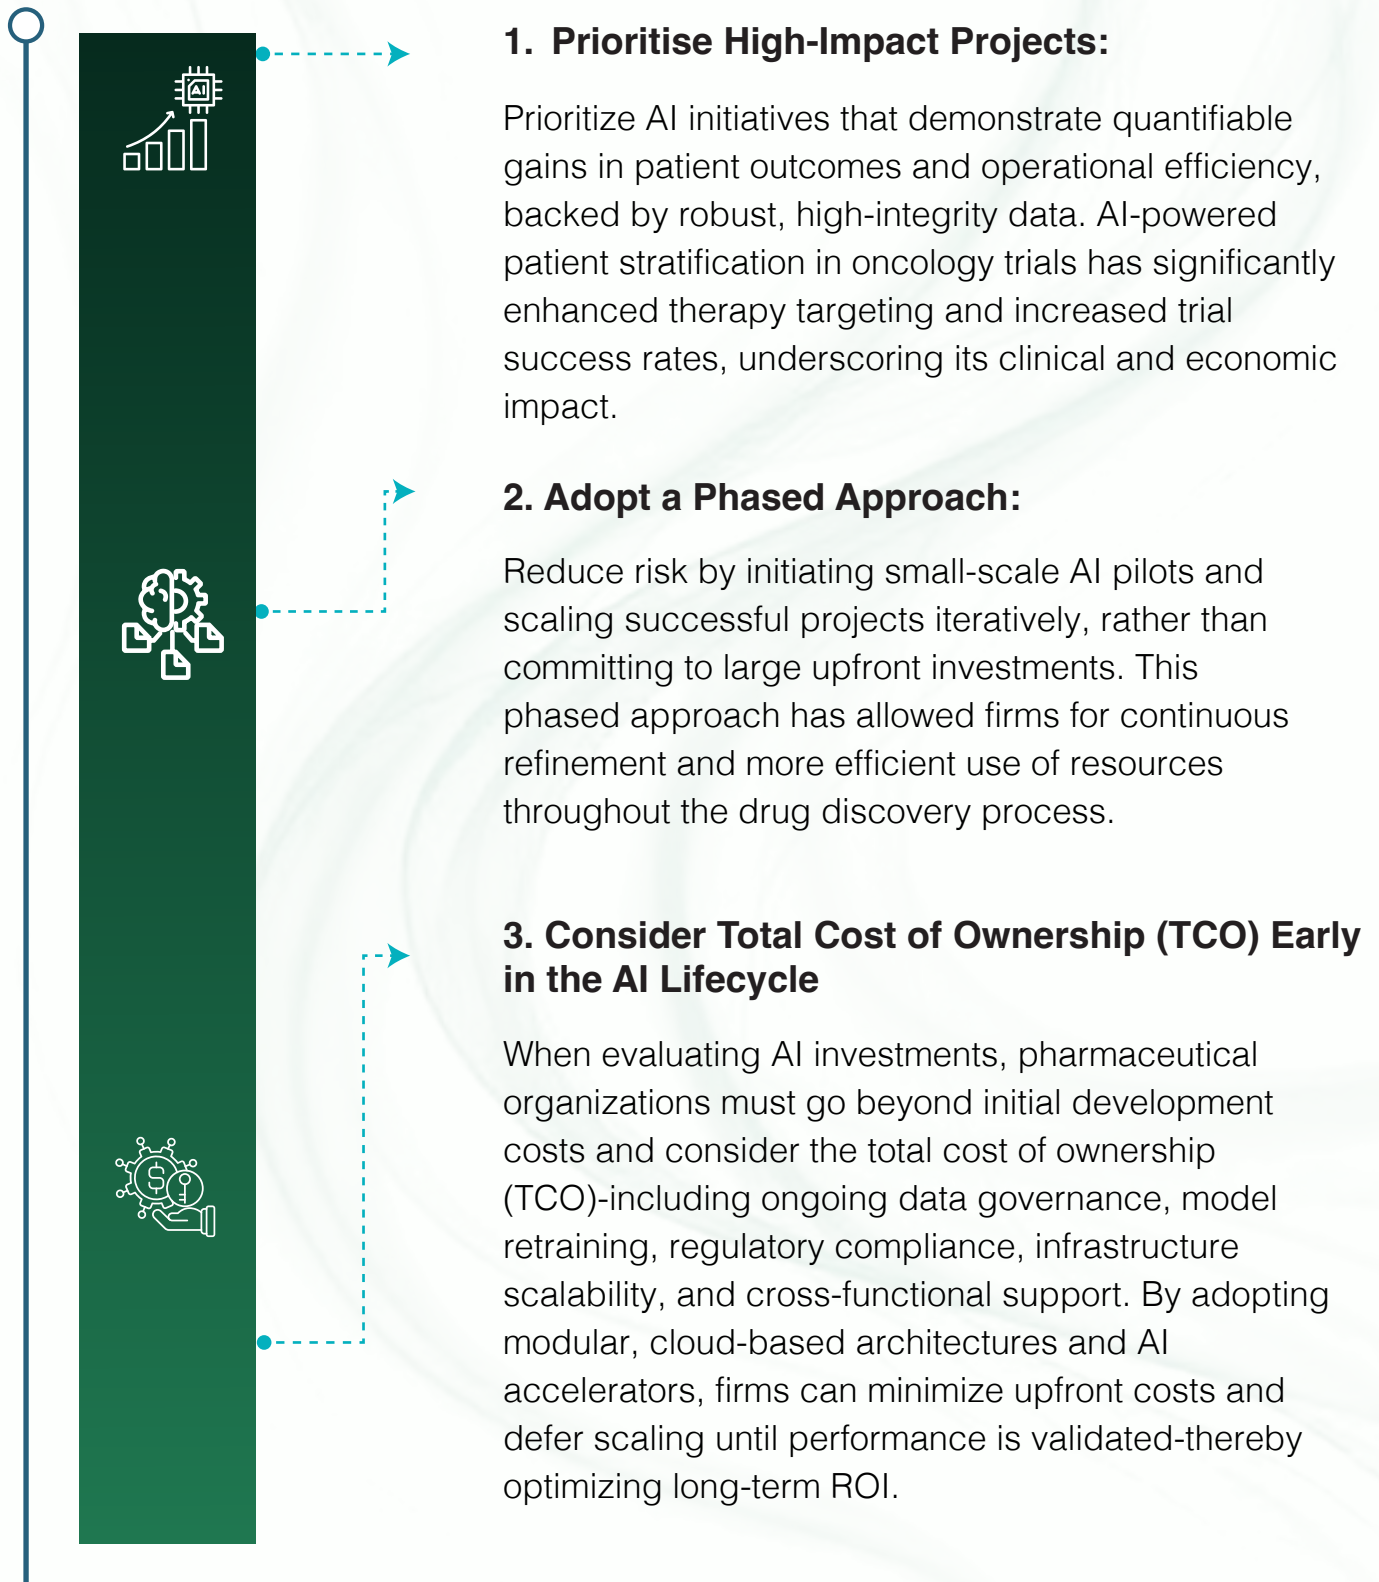 AI
1. Prioritise High-Impact Projects:
Prioritize AI initiatives that demonstrate quantifiable
gains in patient outcomes and operational efficiency,
backed by robust, high-integrity data. AI-powered
patient stratification in oncology trials has significantly
enhanced therapy targeting and increased trial
success rates, underscoring its clinical and economic
impact.
2. Adopt a Phased Approach:
Reduce risk by initiating small-scale AI pilots and
scaling successful projects iteratively, rather than
committing to large upfront investments. This
phased approach has allowed firms for continuous
refinement and more efficient use of resources
throughout the drug discovery process.
3. Consider Total Cost of Ownership (TCO) Early
in the AI Lifecycle
When evaluating AI investments, pharmaceutical
organizations must go beyond initial development
costs and consider the total cost of ownership
(TCO)-including ongoing data governance, model
retraining, regulatory compliance, infrastructure
scalability, and cross-functional support. By adopting
modular, cloud-based architectures and AI
accelerators, firms can minimize upfront costs and
defer scaling until performance is validated-thereby
optimizing long-term ROI.
$